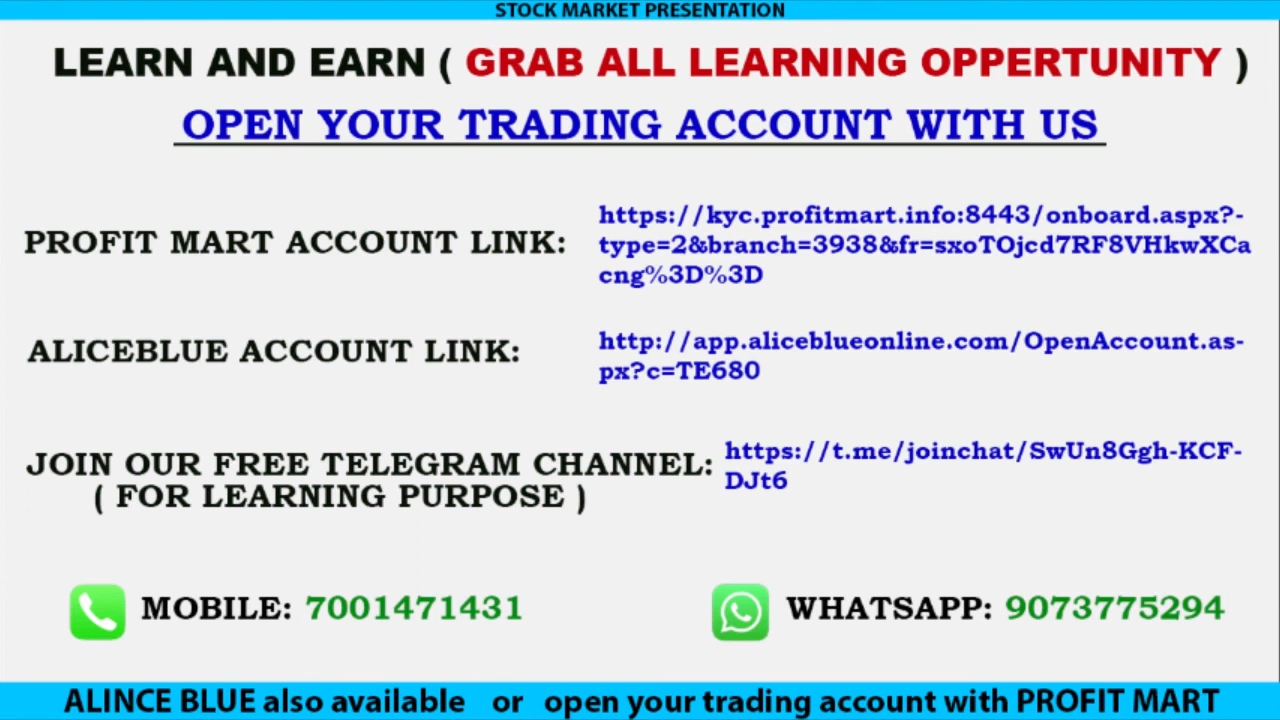 STOCK MARKET PRESENTATION
LEARN AND EARN ( GRAB ALL LEARNING OPPERTUNITY )
OPEN YOUR TRADING ACCOUNT WITH US
PROFIT MART ACCOUNT LINK:
https://kyc.profitmart.info:8443/onboard.aspx?-
type=2&branch=3938&fr=sxoTOjcd7RF8VHkwXCa
cng%3D%3D
ALICEBLUE ACCOUNT LINK:
http://app.aliceblueonline.com/OpenAccount.as-
px?c=TE680
JOIN OUR FREE TELEGRAM CHANNEL:
( FOR LEARNING PURPOSE )
https://t.me/joinchat/SwUn8Ggh-KCF-
DJt6
MOBILE: 7001471431
WHATSAPP: 9073775294
ALINCE BLUE also available or open your trading account with PROFIT MART